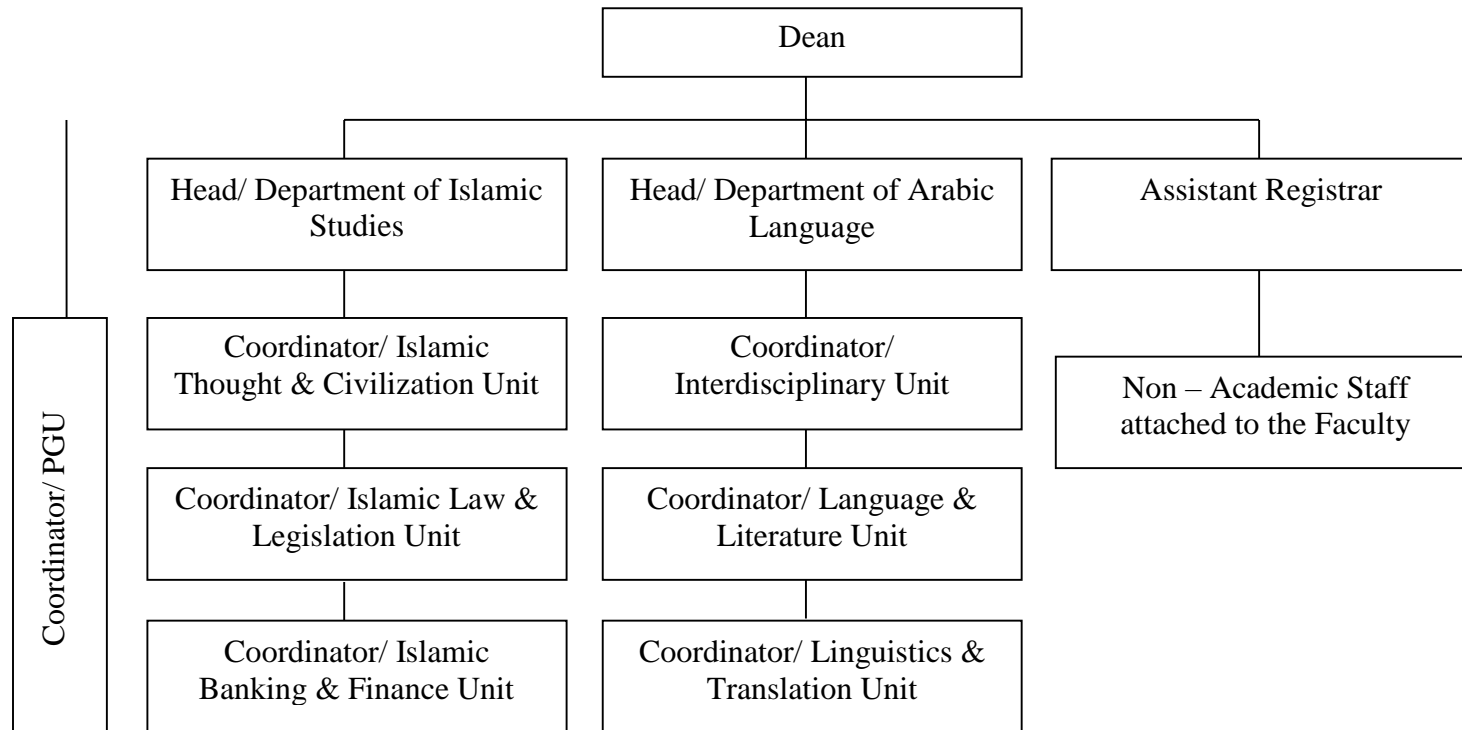 Dean
Head/ Department of Islamic
Studies
Head/ Department of Arabic
Language
Assistant Registrar
Coordinator/ PGU
Coordinator/ Islamic
Thought & Civilization Unit
Coordinator/
Interdisciplinary Unit
Non – Academic Staff
attached to the Faculty
Coordinator/ Islamic Law &
Legislation Unit
Coordinator/ Language &
Literature Unit
Coordinator/ Islamic
Banking & Finance Unit
Coordinator/ Linguistics &
Translation Unit